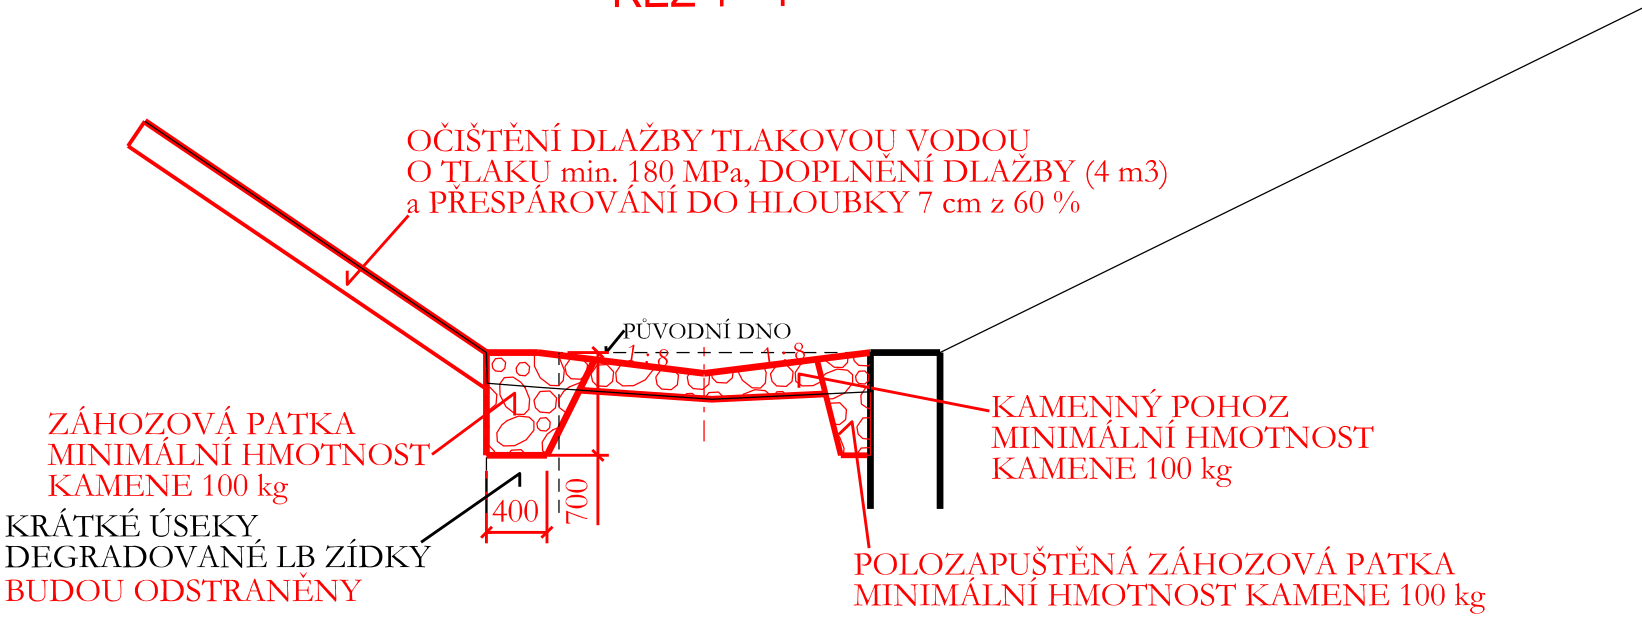 OČIŠTĚNÍ DLAŽBY TLAKOVOU VODOU
O TLAKU min. 180 MPa, DOPLNĚNÍ DLAŽBY (4 m3)
a PŘESPÁROVÁNÍ DO HLOUBKY 7 cm z 60 %
PŮVODNÍ DNO
1:8
1:8
ZÁHOZOVÁ PATKA
MINIMÁLNÍ HMOTNOST
KAMENE 100 kg
KAMENNÝ POHOZ
MINIMÁLNÍ HMOTNOST
KAMENE 100 kg
400
700
KRÁTKÉ ÚSEKY
DEGRADOVANÉ LB ZÍDKY
BUDOU ODSTRANĚNY
POLOZAPUŠTĚNÁ ZÁHOZOVÁ PATKA
MINIMÁLNÍ HMOTNOST KAMENE 100 kg